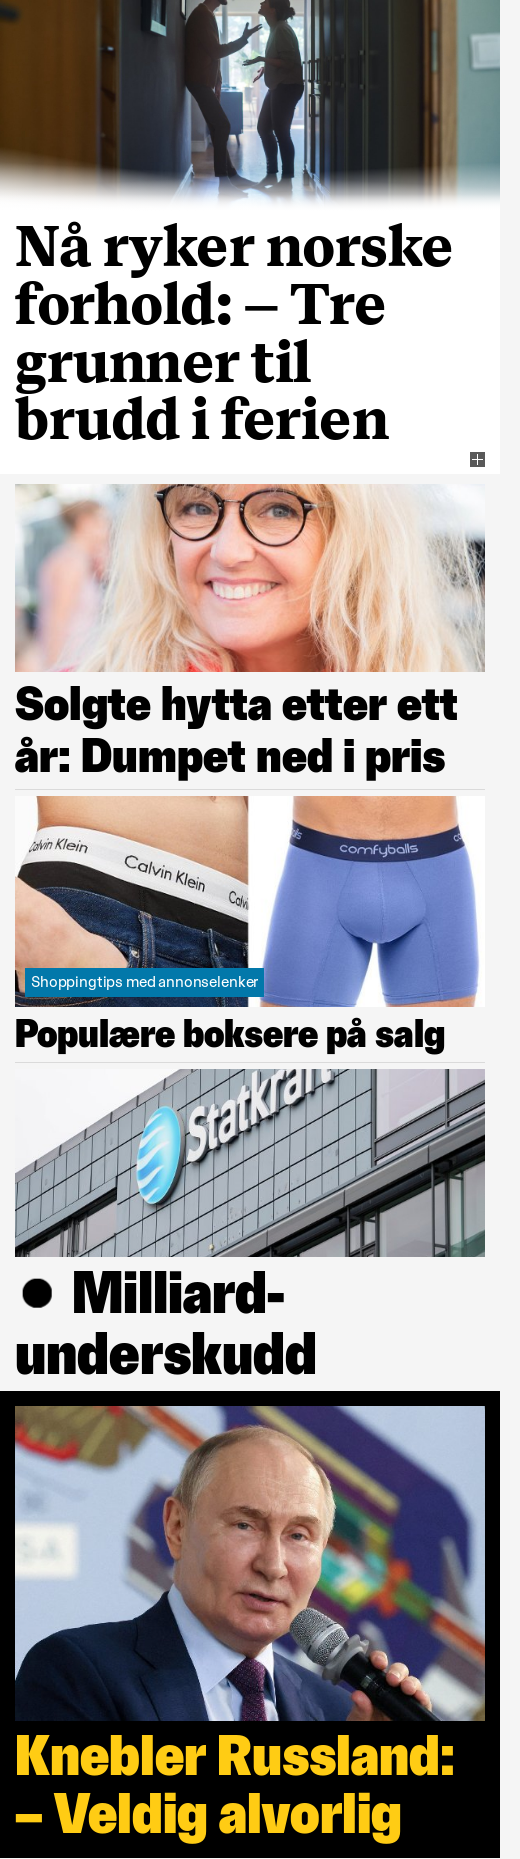 Nå ryker norske
forhold: – Tre
grunner til
brudd i ferien
Solgte hytta etter ett
år: Dumpet ned i pris
Calvin Klein
Calvin Klein
comfyballs
Shoppingtips med annonselenker
Populære boksere på salg
Statkraft
Milliard-
underskudd
Knebler Russland:
– Veldig alvorlig